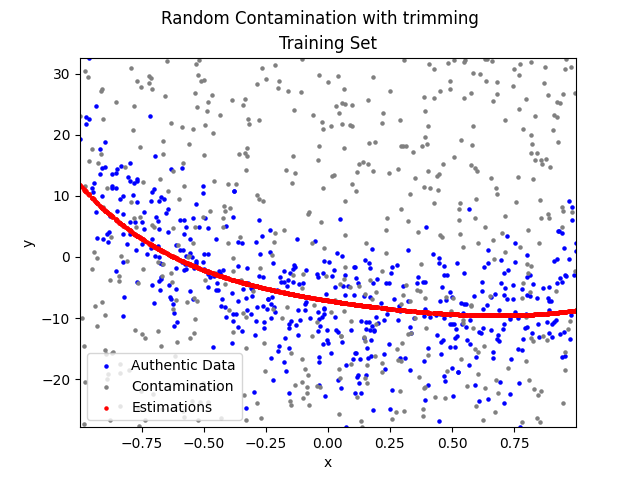 Random Contamination with trimming
Training Set
30
20
10
0
−10
−20
y
−0.75 −0.50 −0.25 0.00 0.25 0.50 0.75
x
Authentic Data
Contamination
Estimations